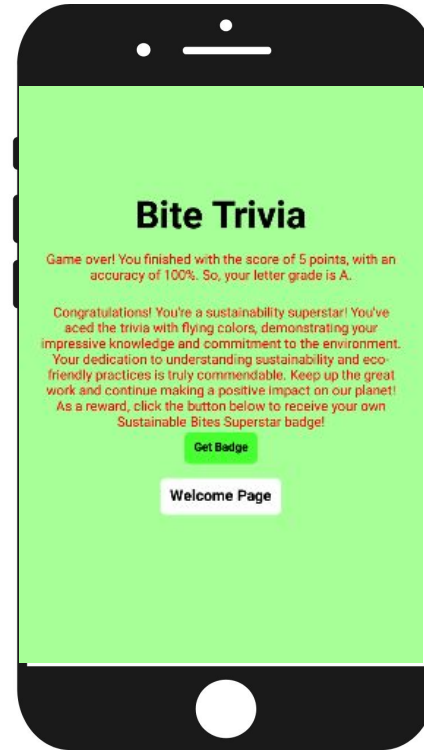 Bite Trivia
Game over! You finished with the score of 5 points, with an
accuracy of 100%. So, your letter grade is A.
Congratulations! You're a sustainability superstar! You've
aced the trivia with flying colors, demonstrating your
impressive knowledge and commitment to the environment.
Your dedication to understanding sustainability and eco-
friendly practices is truly commendable. Keep up the great
work and continue making a positive impact on our planet!
As a reward, click the button below to receive your own
Sustainable Bites Superstar badge!
Get Badge
Welcome Page